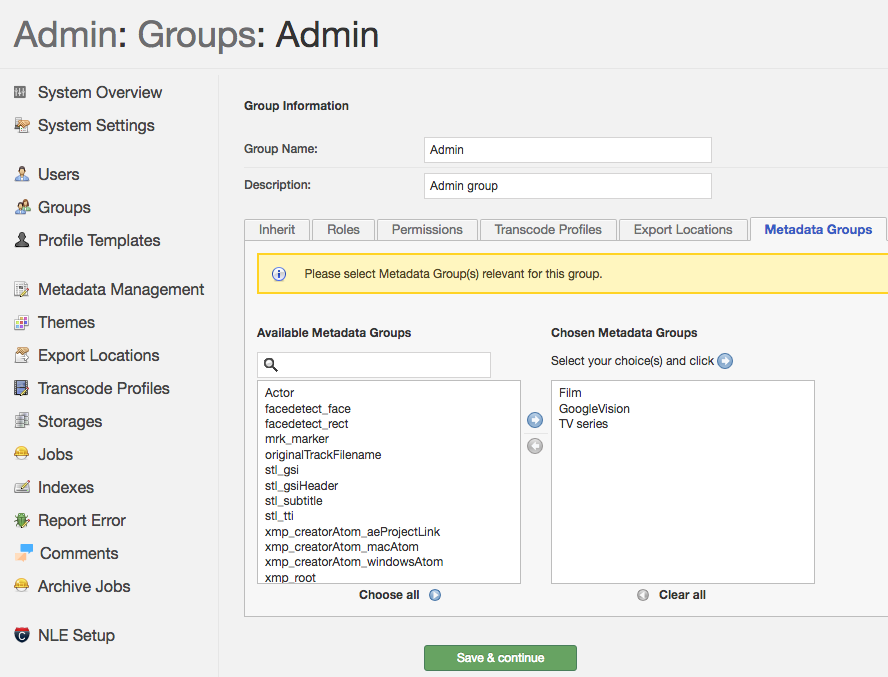 Admin: Groups: Admin
System Overview
System Settings
Users
Groups
Profile Templates
Metadata Management
Themes
Export Locations
Transcode Profiles
Storages
Jobs
Indexes
Report Error
Comments
Archive Jobs
NLE Setup
Group Information
Group Name: Admin
Description: Admin group
Inherit Roles Permissions Transcode Profiles Export Locations Metadata Groups
Please select Metadata Group(s) relevant for this group.
Available Metadata Groups
Actor
facedetect_face
facedetect_rect
mrk_marker
originalTrackFilename
stl_gsi
stl_gsiHeader
stl_subtitle
stl_tti
xmp_creatorAtom_aeProjectLink
xmp_creatorAtom_macAtom
xmp_creatorAtom_windowsAtom
xmp_root
Choose all
Chosen Metadata Groups
Select your choice(s) and click
Film
GoogleVision
TV series
Clear all
Save & continue